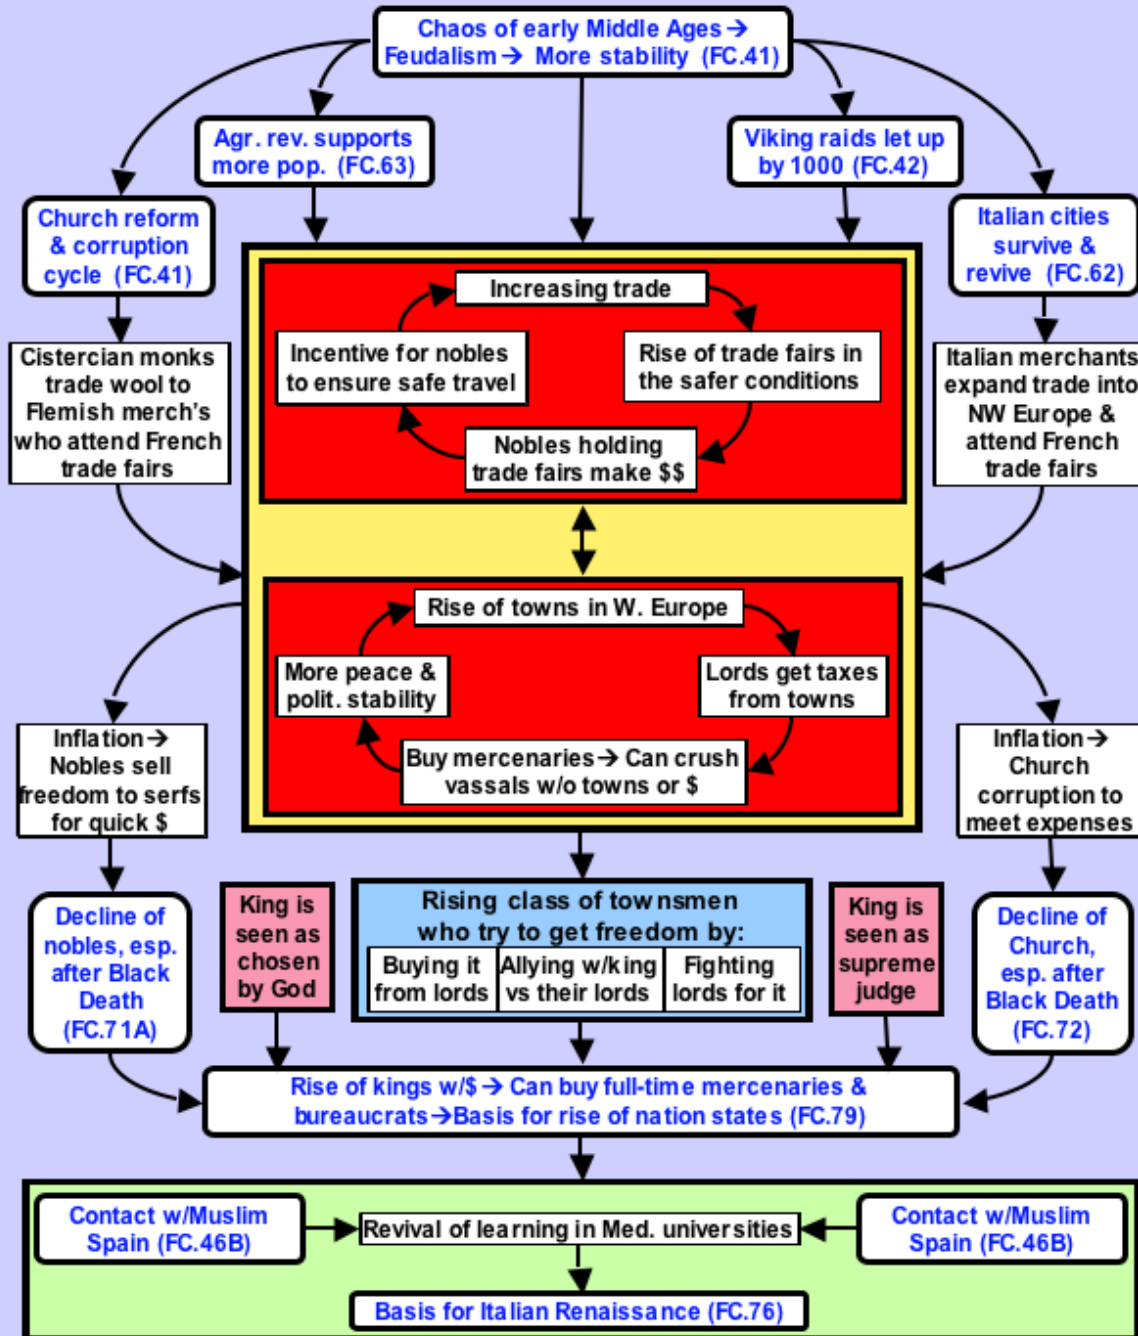 Chaos of early Middle Ages →
Feudalism → More stability (FC.41)
Agr. rev. supports
more pop. (FC.63)
Viking raids let up
by 1000 (FC.42)
Church reform
& corruption
cycle (FC.41)
Italian cities
survive &
revive (FC.62)
Increasing trade
Incentive for nobles
to ensure safe travel
Rise of trade fairs in
the safer conditions
Nobles holding
trade fairs make $$
Cistercian monks
trade wool to
Flemish merch's
who attend French
trade fairs
Italian merchants
expand trade into
NW Europe &
attend French
trade fairs
Rise of towns in W. Europe
More peace &
polit. stability
Lords get taxes
from towns
Buy mercenaries → Can crush
vassals w/o towns or $
Inflation →
Nobles sell
freedom to serfs
for quick $
Inflation →
Church
corruption to
meet expenses
Decline of
nobles, esp.
after Black
Death
(FC.71A)
King is
seen as
chosen
by God
Rising class of townsmen
who try to get freedom by:
Buying it
from lords
Allying w/king
vs their lords
Fighting
lords for it
King is
seen as
supreme
judge
Decline of
Church,
esp. after
Black Death
(FC.72)
Rise of kings w/$ → Can buy full-time mercenaries &
bureaucrats → Basis for rise of nation states (FC.79)
Contact w/Muslim
Spain (FC.46B)
Revival of learning in Med. universities
Contact w/Muslim
Spain (FC.46B)
Basis for Italian Renaissance (FC.76)